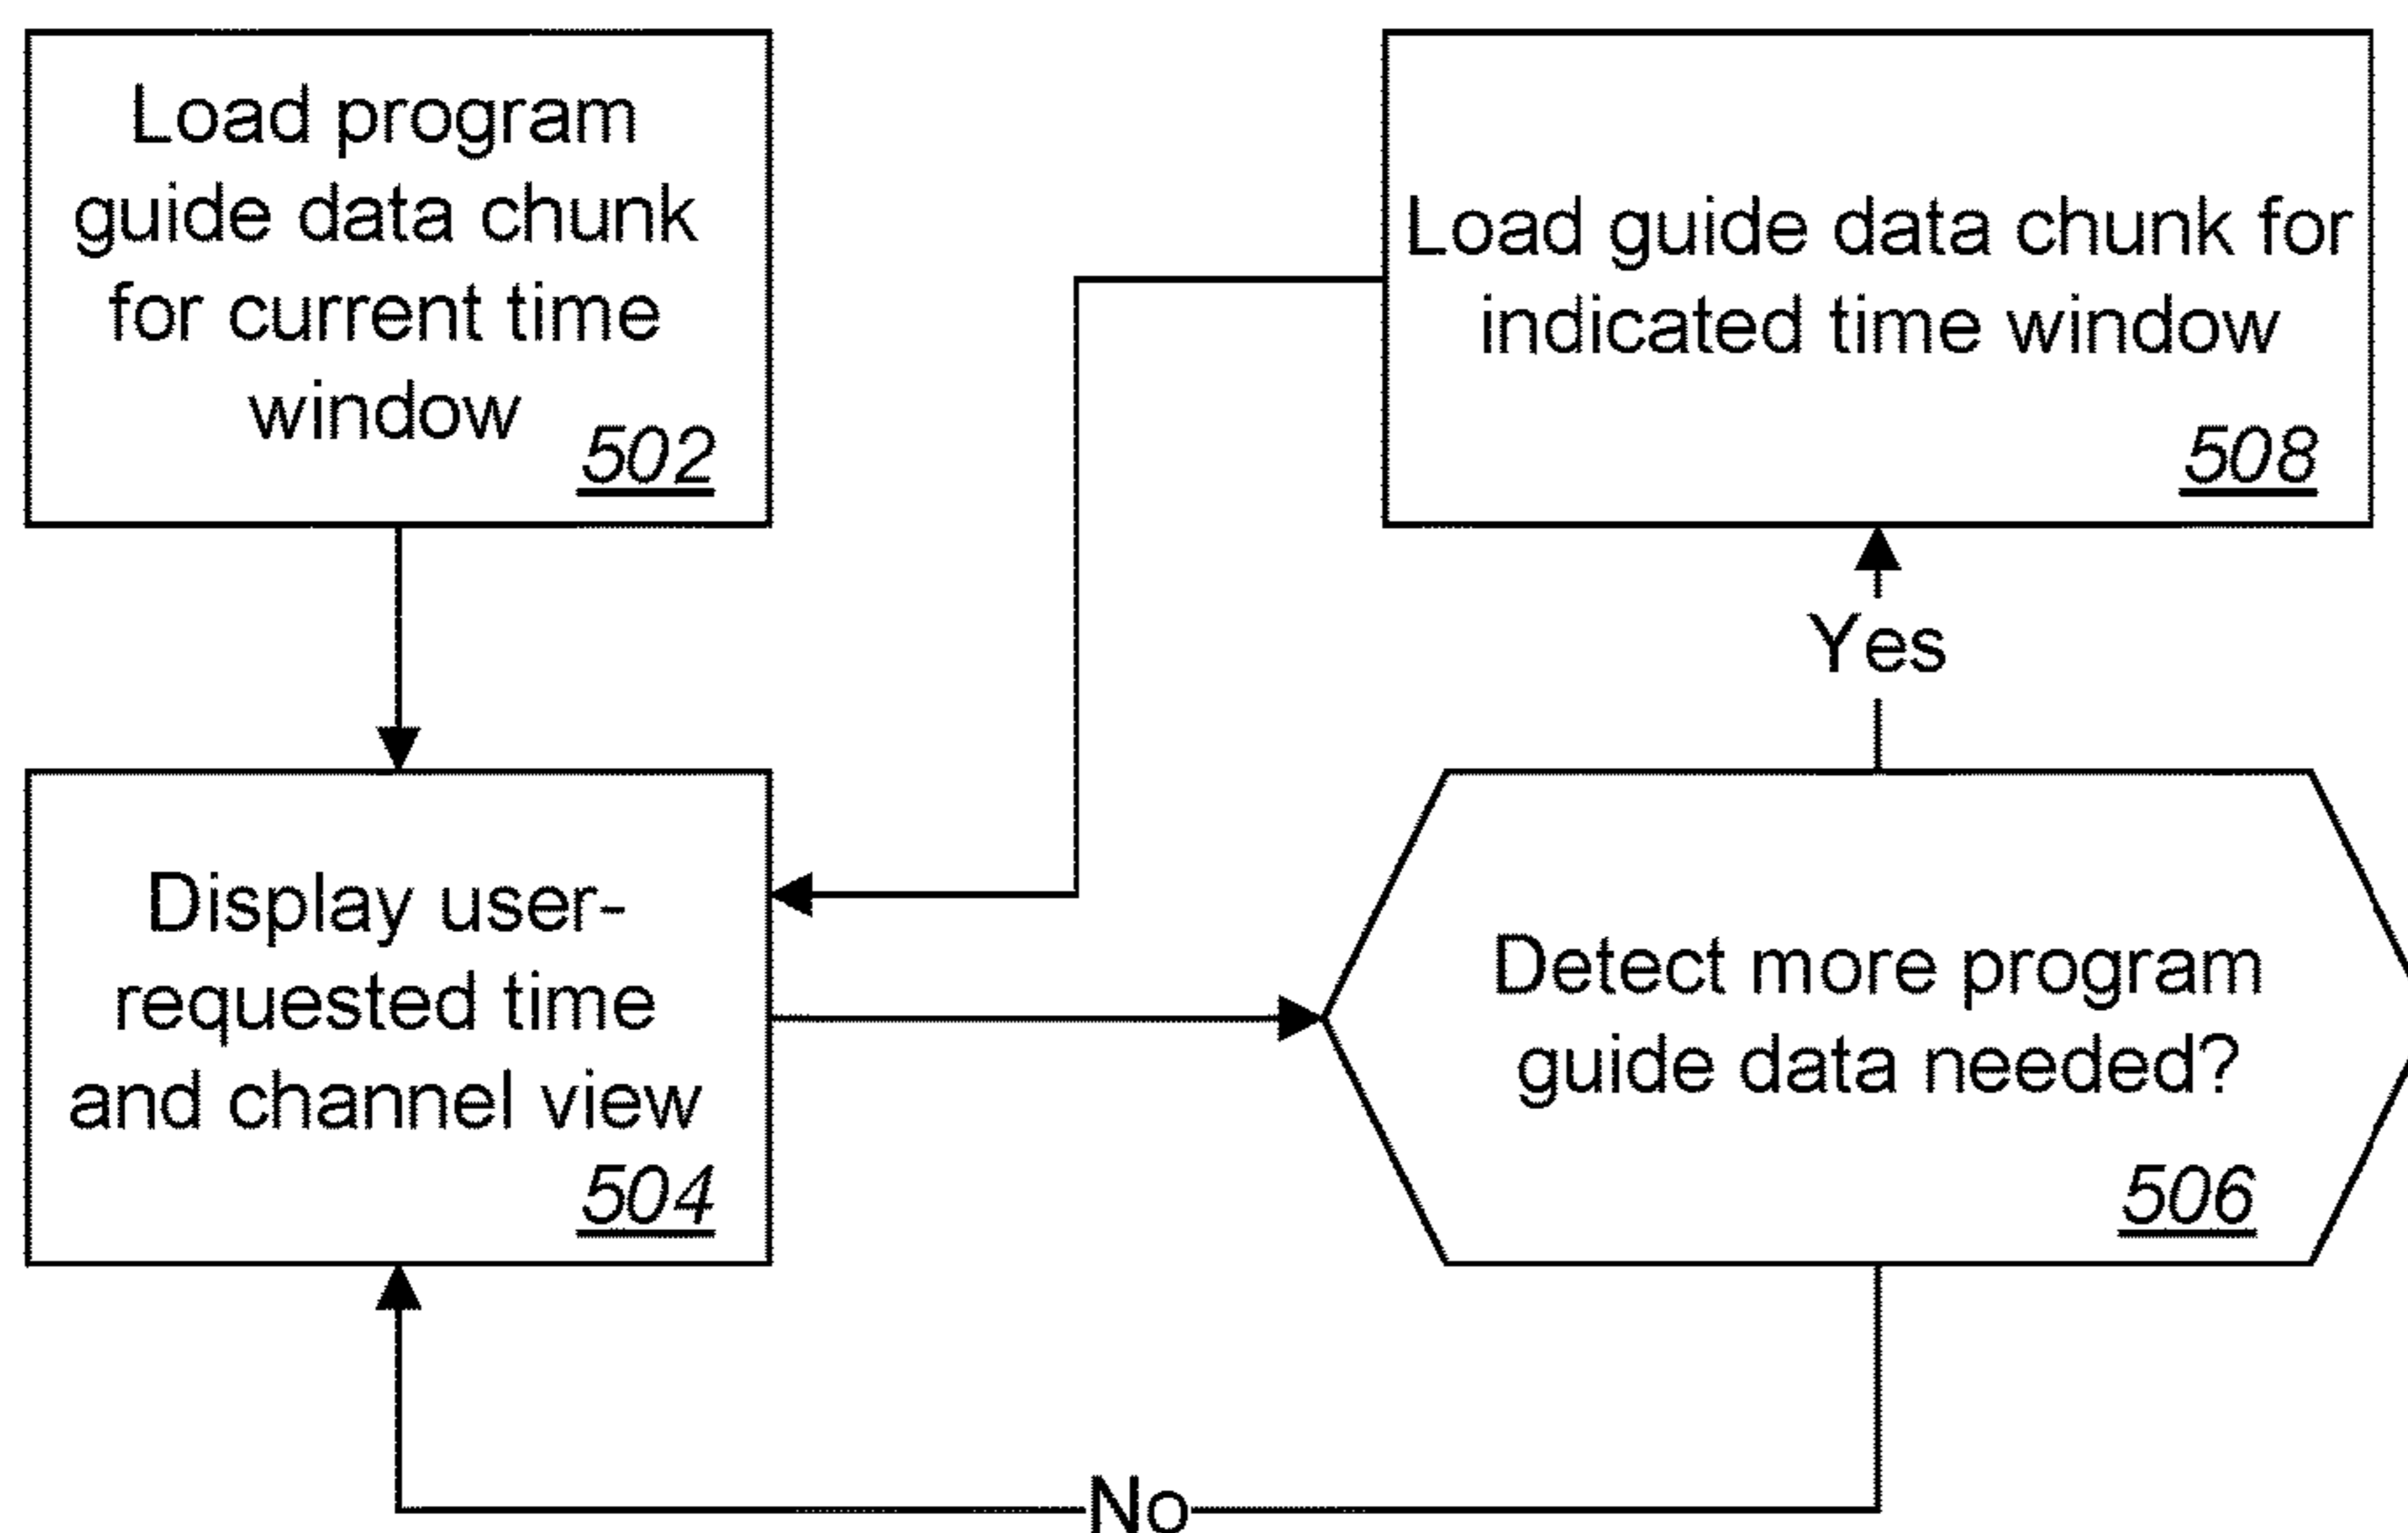 Load program
guide data chunk
for current time
window
502
Load guide data chunk for
indicated time window
508
Yes
Display user-
requested time
and channel view
504
Detect more program
guide data needed?
506
No